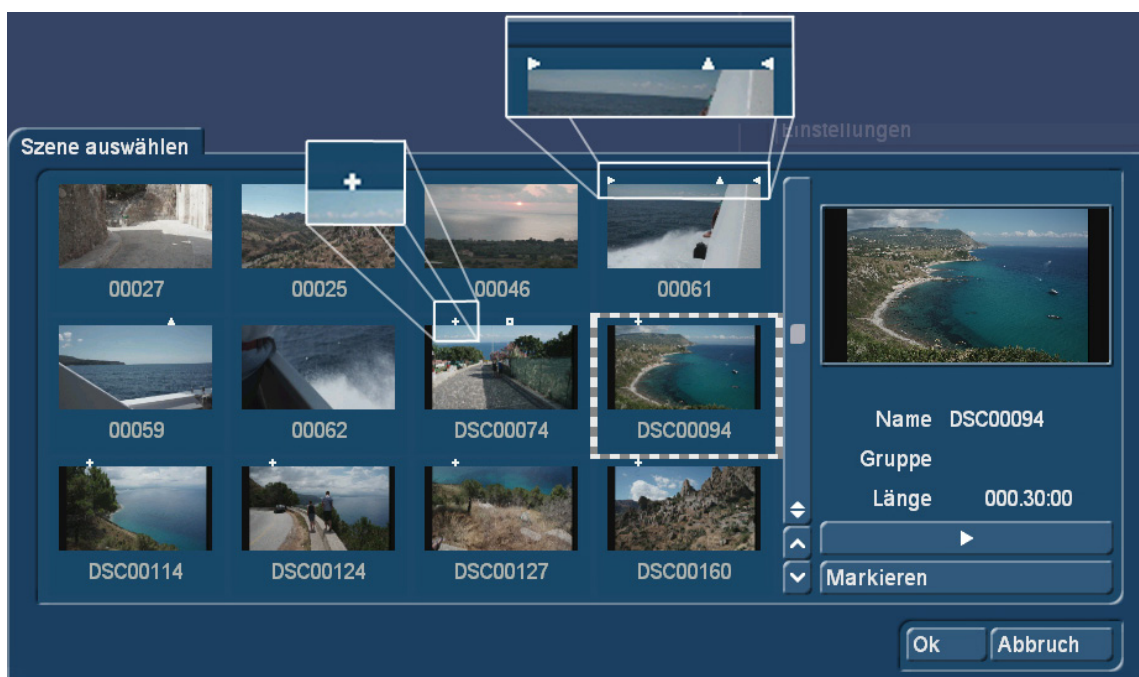 Einstellungen
Szene auswählen
00027
00025
00046
00061
00059
00062
DSC00074
DSC00094
DSC00114
DSC00124
DSC00127
DSC00160
Name DSC00094
Gruppe
Länge 000.30:00
Markieren
Ok
Abbruch